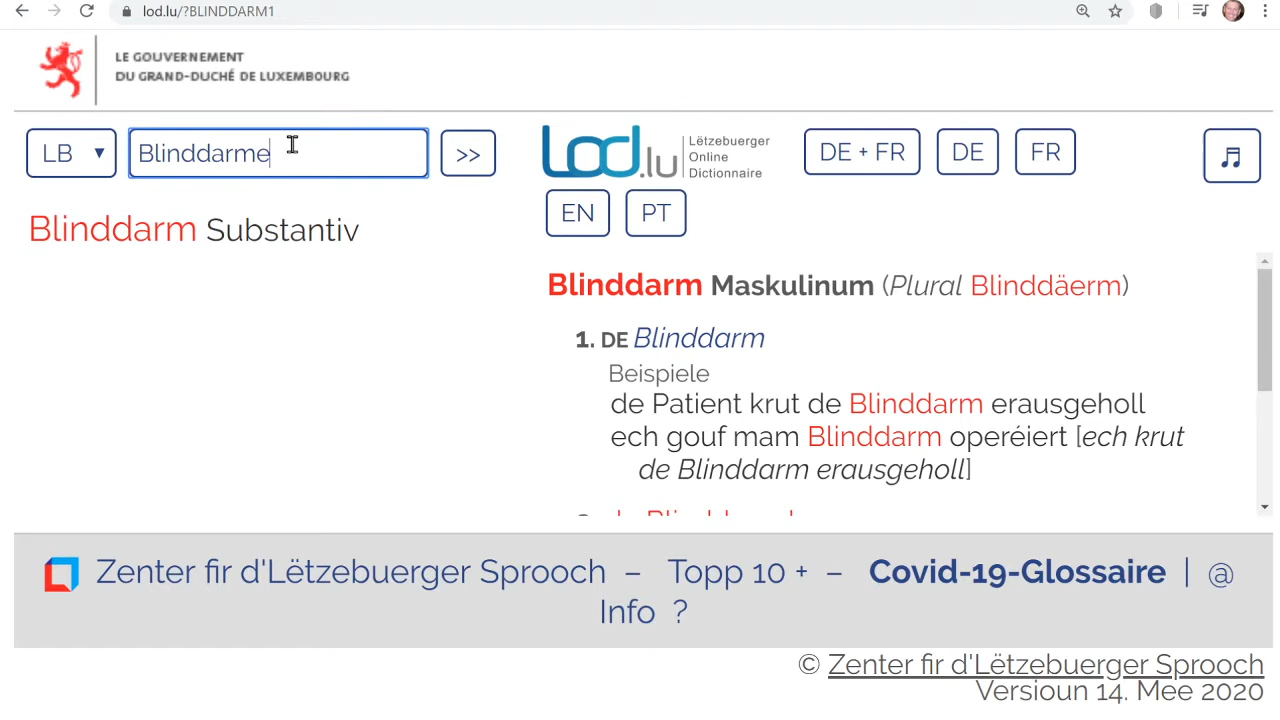 lod.lu/?BLINDDARM1
LE GOUVERNEMENT
DU GRAND-DUCHÉ DE LUXEMBOURG
LB ▼ Blinddarme >>
Blinddarm Substantiv
Lod.lu
Lëtzebuerger
Online
Dictionnaire
DE + FR DE FR
EN PT
Blinddarm Maskulinum (Plural Blinddäerm)
1. DE Blinddarm
Beispiele
de Patient krut de Blinddarm erausgeholl
ech gouf mam Blinddarm operéiert [ech krut
de Blinddarm erausgeholl]
Zenter fir d'Lëtzebuerger Sprooch – Topp 10 + – Covid-19-Glossaire | @
Info ?
© Zenter fir d'Lëtzebuerger Sprooch
Versioun 14. Mee 2020